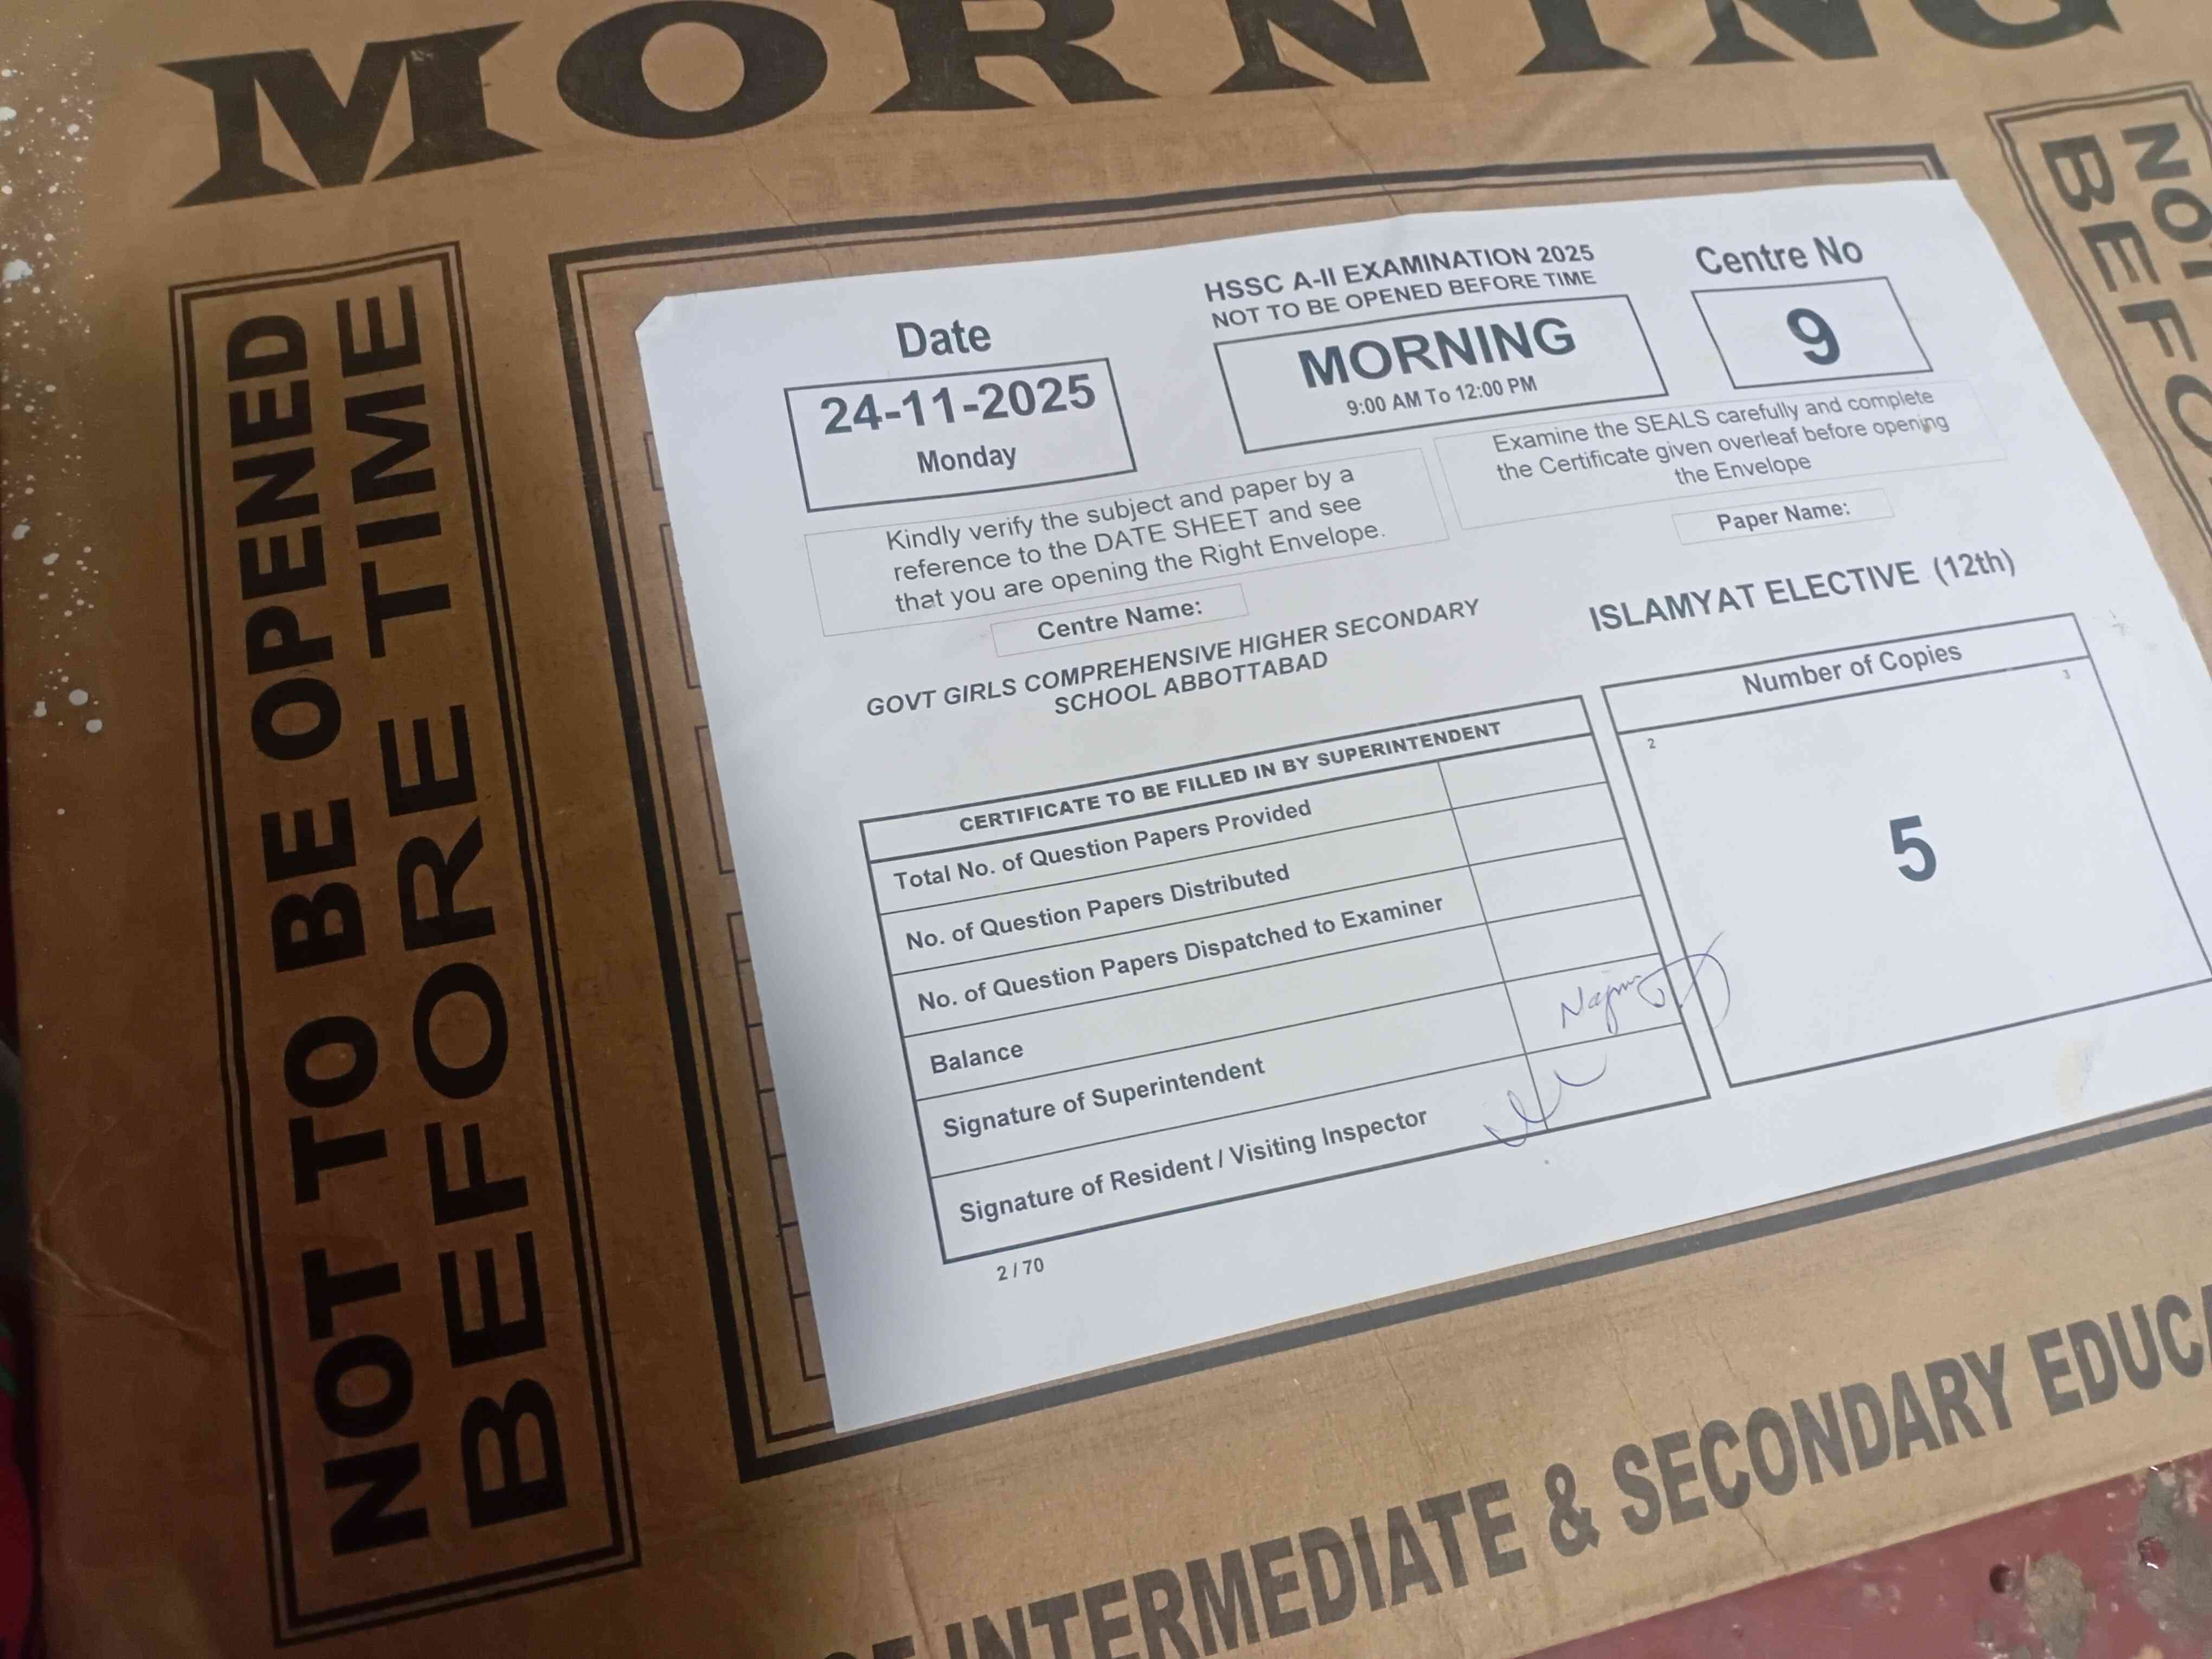 MORNING
NOT TO BE OPENED
BEFORE TIME
HSSC A-II EXAMINATION 2025
NOT TO BE OPENED BEFORE TIME
Date
24-11-2025
Monday
MORNING
9:00 AM To 12:00 PM
Centre No
9
Kindly verify the subject and paper by a
reference to the DATE SHEET and see
that you are opening the Right Envelope.
Examine the SEALS carefully and complete
the Certificate given overleaf before opening
the Envelope
Centre Name:
GOVT GIRLS COMPREHENSIVE HIGHER SECONDARY
SCHOOL ABBOTTABAD
Paper Name:
ISLAMYAT ELECTIVE (12th)
CERTIFICATE TO BE FILLED IN BY SUPERINTENDENT
Total No. of Question Papers Provided
No. of Question Papers Distributed
No. of Question Papers Dispatched to Examiner
Balance
Signature of Superintendent
Signature of Resident / Visiting Inspector
2 / 70
Number of Copies
2
3
5
NOT
BEFO
OF INTERMEDIATE & SECONDARY EDUCA